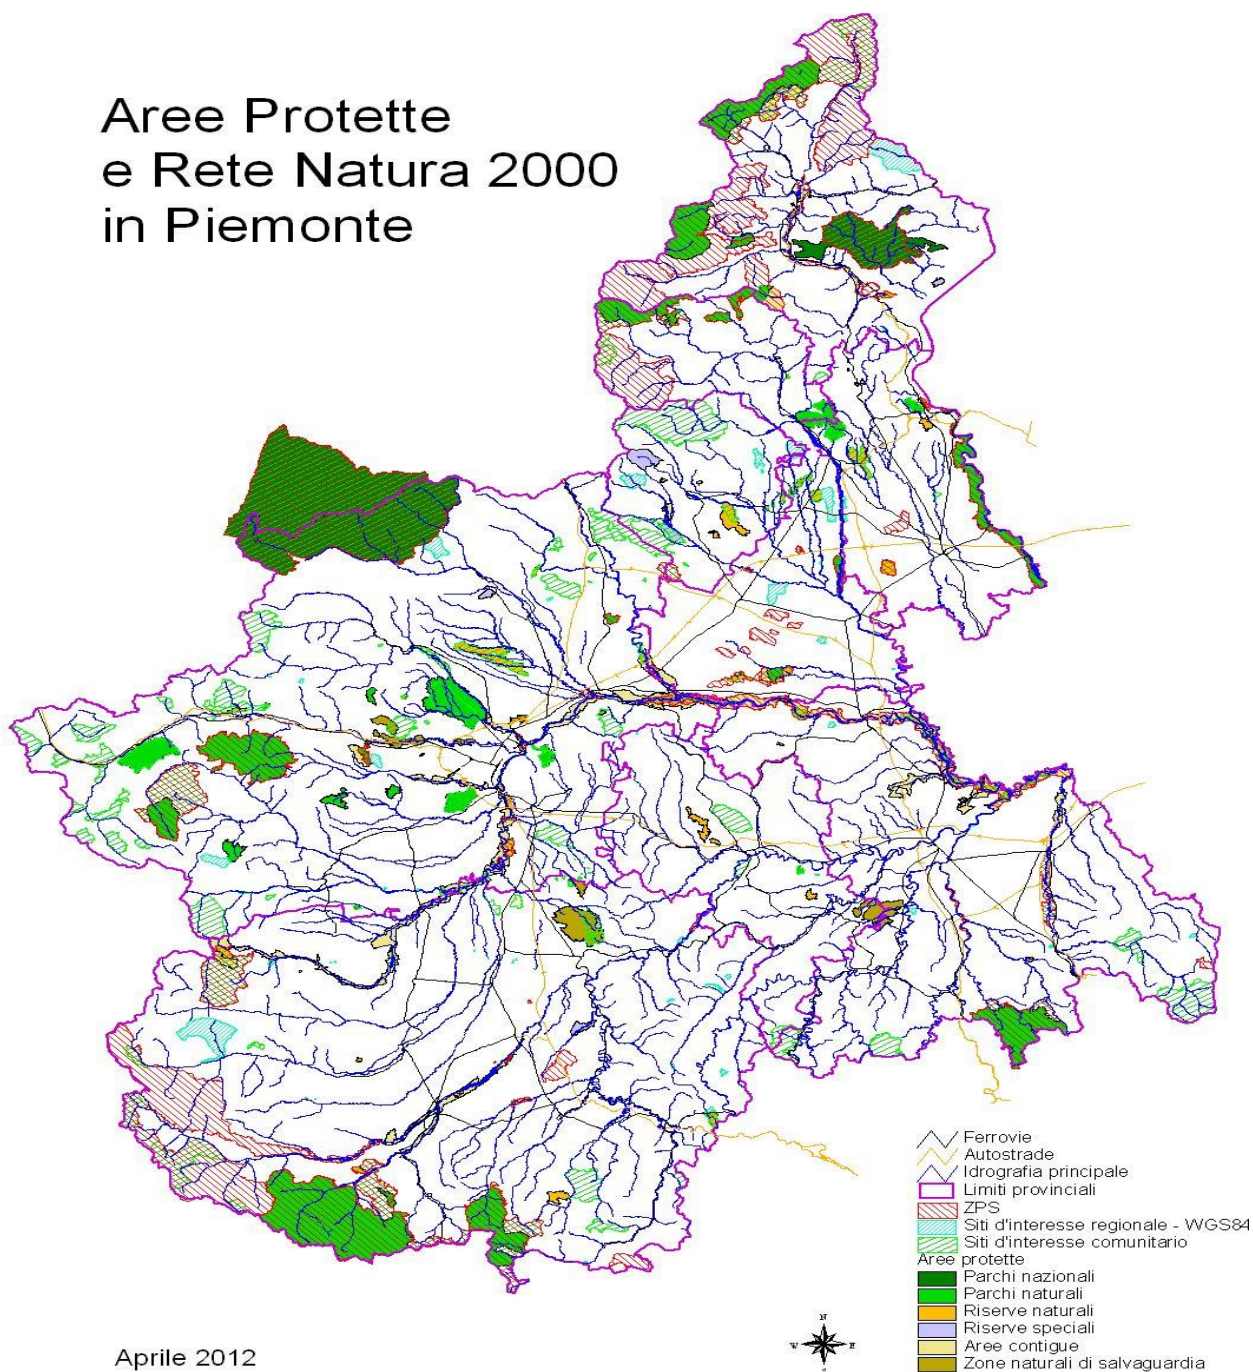 Aree Protette
e Rete Natura 2000
in Piemonte
Ferrovie
Autostrade
Idrografia principale
Limiti provinciali
ZPS
Siti d'interesse regionale - WGS84
Siti d'interesse comunitario
Aree protette
Parchi nazionali
Parchi naturali
Riserve naturali
Riserve speciali
Aree contigue
Zone naturali di salvaguardia
N
W E
Aprile 2012